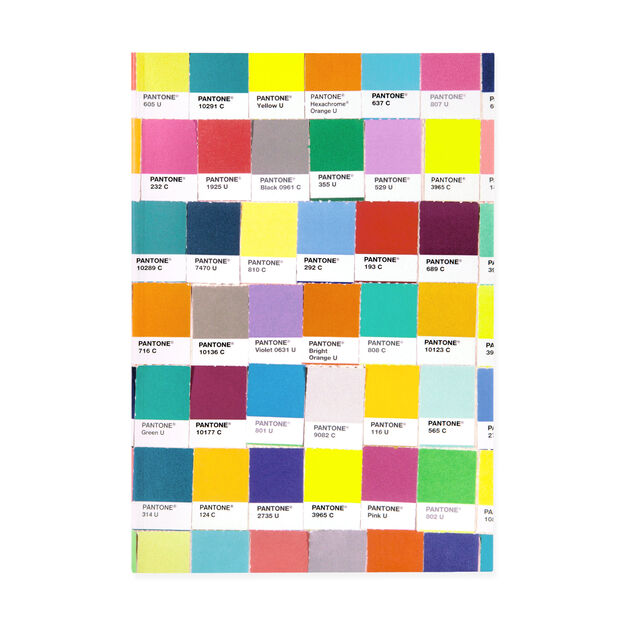 PANTONE® PANTONE® PANTONE® PANTONE® PANTONE® PANTONE®
605 U 10291 C Yellow U Hexachrome® 637 C 807 U
Orange U
PANTONE® PANTONE® PANTONE® PANTONE® PANTONE® PANTONE®
232 C 1925 U Black 0961 C 355 U 529 U 3965 C
PANTONE® PANTONE® PANTONE® PANTONE® PANTONE® PANTONE®
10289 C 7470 U 810 C 292 C 193 C 689 C
PANTONE® PANTONE® PANTONE® PANTONE® PANTONE® PANTONE®
716 C 10136 C Violet 0631 U Bright 808 C 10123 C
Orange U
PANTONE® PANTONE® PANTONE® PANTONE® PANTONE® PANTONE®
Green U 10177 C 801 U 9082 C 116 U 565 C
PANTONE® PANTONE® PANTONE® PANTONE® PANTONE® PANTONE®
314 U 124 C 2735 U 3965 C Pink U 802 U